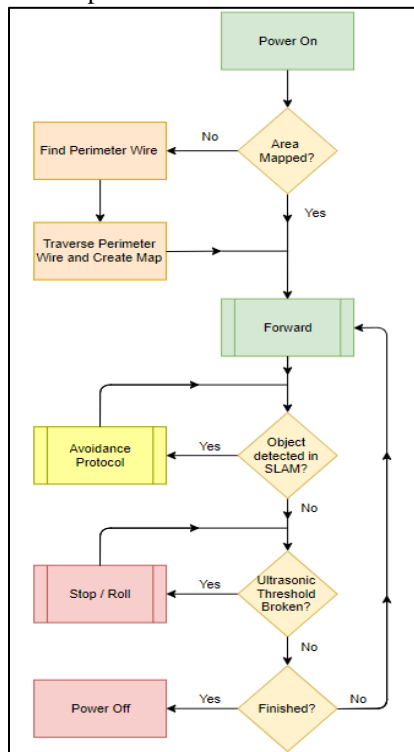 Power On
Area
Mapped?
No
Find Perimeter Wire
Yes
Traverse Perimeter
Wire and Create Map
Forward
Object
detected in
SLAM?
Yes
Avoidance
Protocol
No
Ultrasonic
Threshold
Broken?
Yes
Stop / Roll
No
Finished?
Yes
No
Power Off